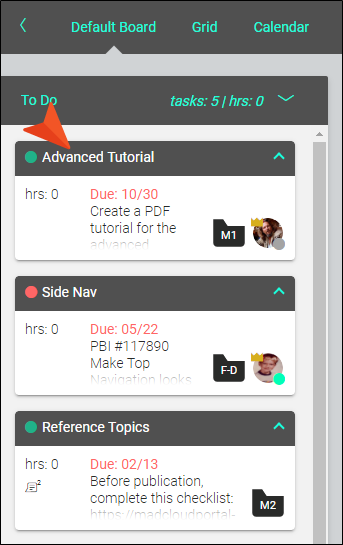 Default Board Grid Calendar
To Do tasks: 5 | hrs: 0
Advanced Tutorial
hrs: 0 Due: 10/30
Create a PDF
tutorial for the
advanced
M1
Side Nav
hrs: 0 Due: 05/22
PBI #117890
Make Top
Navigation looks
F-D
Reference Topics
hrs: 0 Due: 02/13
2
Before publication,
complete this checklist:
https://madcloudportal-
M2